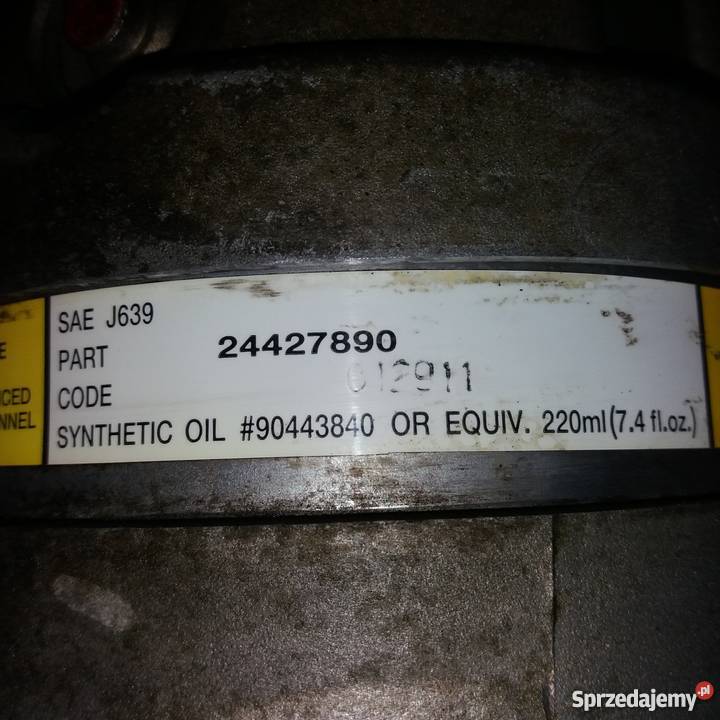 SAE J639
PART 24427890
CODE 012911
SYNTHETIC OIL #90443840 OR EQUIV. 220ml(7.4 fl.oz.)
Sprzedajemy.pl